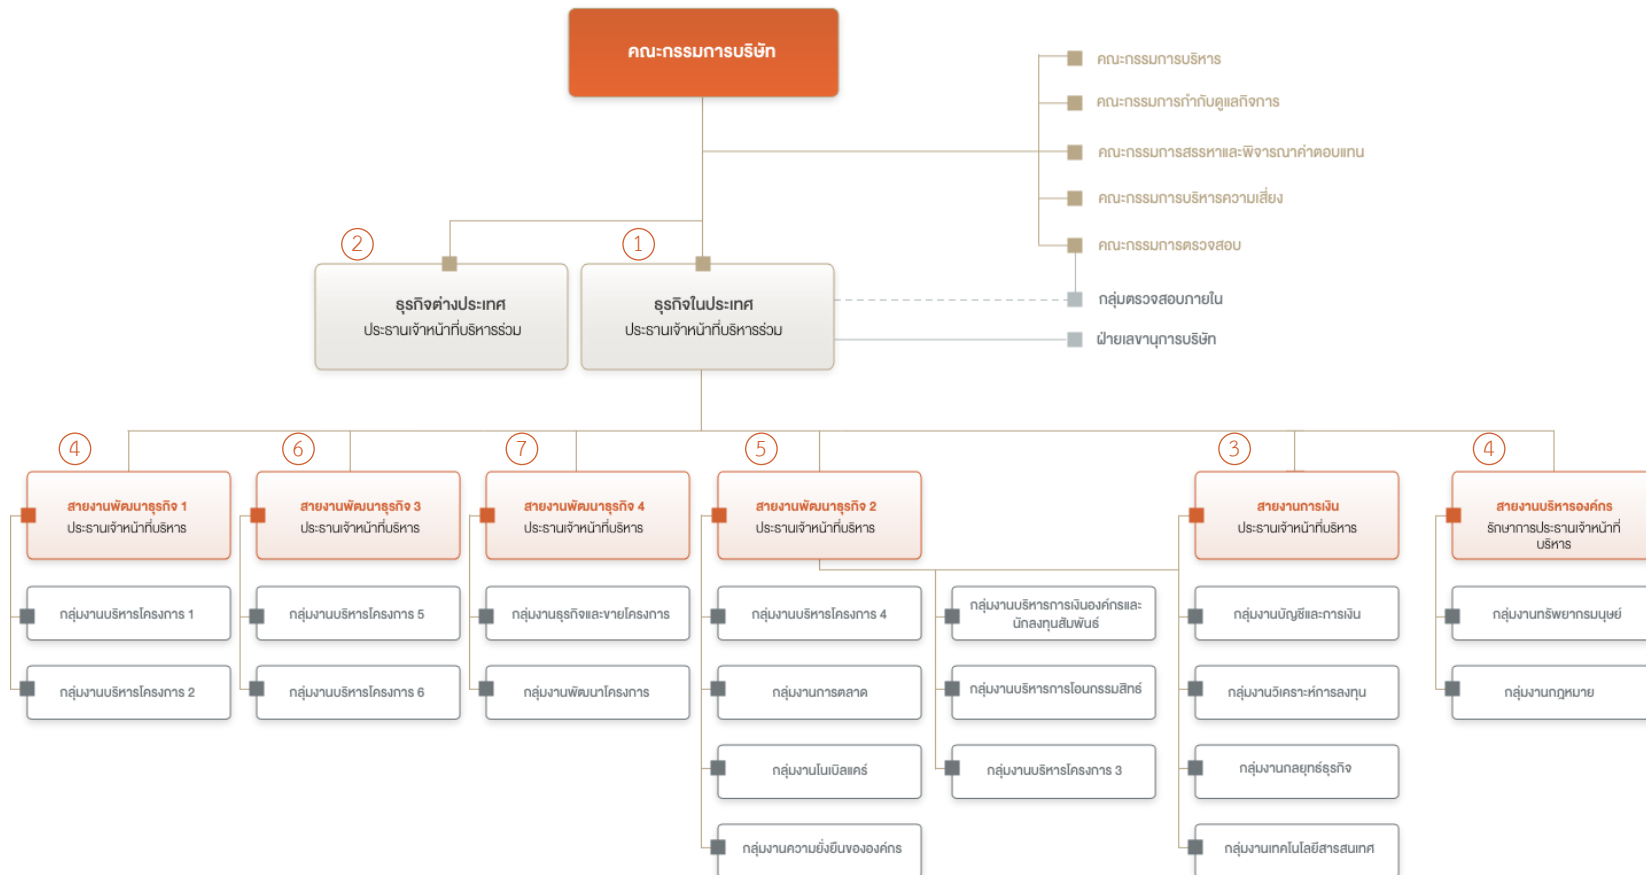 คณะกรรมการบริษัท
คณะกรรมการบริหาร
คณะกรรมการกำกับดูแลกิจการ
คณะกรรมการสรรหาและพิจารณาค่าตอบแทน
คณะกรรมการบริหารความเสี่ยง
คณะกรรมการตรวจสอบ
กลุ่มตรวจสอบภายใน
ฝ่ายเลขานุการบริษัท
2
ธุรกิจต่างประเทศ
ประธานเจ้าหน้าที่บริหารร่วม
1
ธุรกิจในประเทศ
ประธานเจ้าหน้าที่บริหารร่วม
4
สายงานพัฒนาธุรกิจ 1
ประธานเจ้าหน้าที่บริหาร
กลุ่มงานบริหารโครงการ 1
กลุ่มงานบริหารโครงการ 2
6
สายงานพัฒนาธุรกิจ 3
ประธานเจ้าหน้าที่บริหาร
กลุ่มงานบริหารโครงการ 5
กลุ่มงานบริหารโครงการ 6
7
สายงานพัฒนาธุรกิจ 4
ประธานเจ้าหน้าที่บริหาร
กลุ่มงานธุรกิจและขายโครงการ
กลุ่มงานพัฒนาโครงการ
5
สายงานพัฒนาธุรกิจ 2
ประธานเจ้าหน้าที่บริหาร
กลุ่มงานบริหารโครงการ 4
กลุ่มงานการตลาด
กลุ่มงานโนเบิลแคร์
กลุ่มงานความยั่งยืนขององค์กร
กลุ่มงานบริหารการเงินองค์กรและ
นักลงทุนสัมพันธ์
กลุ่มงานบริหารการโอนกรรมสิทธ์
กลุ่มงานบริหารโครงการ 3
3
สายงานการเงิน
ประธานเจ้าหน้าที่บริหาร
กลุ่มงานบัญชีและการเงิน
กลุ่มงานวิเคราะห์การลงทุน
กลุ่มงานกลยุทธ์ธุรกิจ
กลุ่มงานเทคโนโลยีสารสนเทศ
4
สายงานบริหารองค์กร
รักษาการประธานเจ้าหน้าที่
บริหาร
กลุ่มงานทรัพยากรมนุษย์
กลุ่มงานกฎหมาย